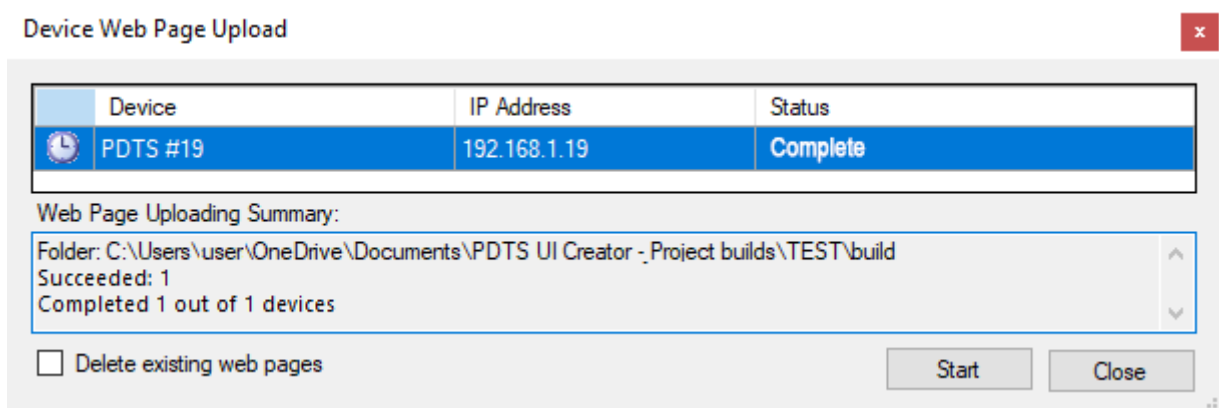 Device Web Page Upload
x
Device IP Address Status
PDTS #19 192.168.1.19 Complete
Web Page Uploading Summary:
Folder: C:\Users\user\OneDrive\Documents\PDTS UI Creator - Project builds\TEST\build
Succeeded: 1
Completed 1 out of 1 devices
Delete existing web pages Start Close